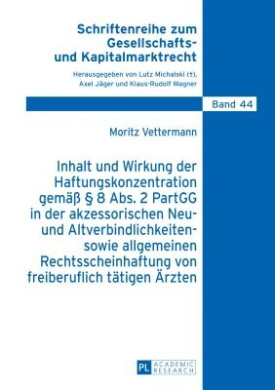 Schriftenreihe zum
Gesellschafts-
und Kapitalmarktrecht
Herausgegeben von Lutz Michalski (†),
Axel Jäger und Klaus-Rudolf Wagner
Band 44
Moritz Vettermann
Inhalt und Wirkung der
Haftungskonzentration
gemäß § 8 Abs. 2 PartGG
in der akzessorischen Neu-
und Altverbindlichkeiten-
sowie allgemeinen
Rechtsscheinhaftung von
freiberuflich tätigen Ärzten
PL ACADEMIC
RESEARCH